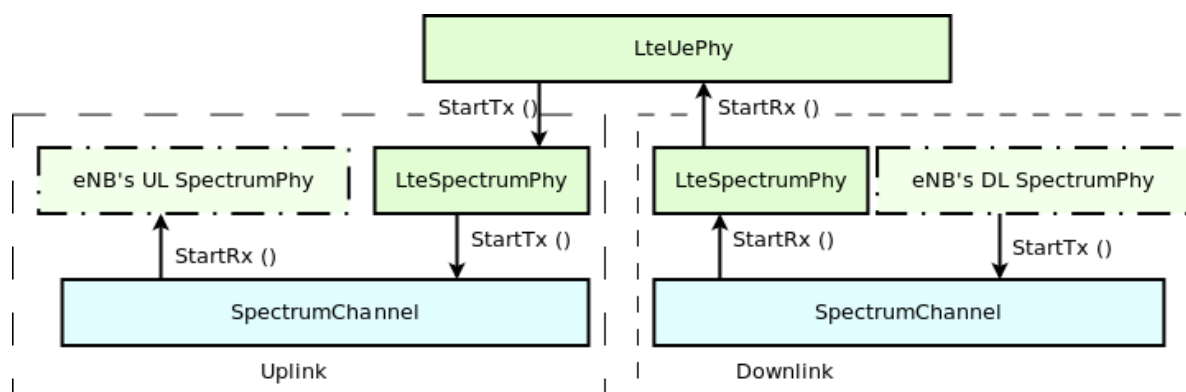 LteUePhy
StartTx ()
StartRx ()
eNB's UL SpectrumPhy
LteSpectrumPhy
LteSpectrumPhy
eNB's DL SpectrumPhy
StartRx ()
StartTx ()
StartRx ()
StartTx ()
SpectrumChannel
SpectrumChannel
Uplink
Downlink